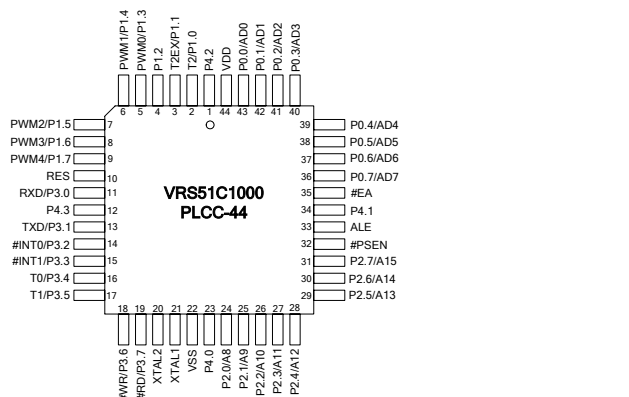 PWM1/P1.4
PWM0/P1.3
P1.2
T2EX/P1.1
T2/P1.0
P4.2
VDD
P0.0/AD0
P0.1/AD1
P0.2/AD2
P0.3/AD3
6 5 4 3 2 1 44 43 42 41 40
PWM2/P1.5 7
PWM3/P1.6 8
PWM4/P1.7 9
RES 10
RXD/P3.0 11
P4.3 12
TXD/P3.1 13
#INT0/P3.2 14
#INT1/P3.3 15
T0/P3.4 16
T1/P3.5 17
VRS51C1000
PLCC-44
39 P0.4/AD4
38 P0.5/AD5
37 P0.6/AD6
36 P0.7/AD7
35 #EA
34 P4.1
33 ALE
32 #PSEN
31 P2.7/A15
30 P2.6/A14
29 P2.5/A13
18 19 20 21 22 23 24 25 26 27 28
#WR/P3.6
#RD/P3.7
XTAL2
XTAL1
VSS
P4.0
P2.0/A8
P2.1/A9
P2.2/A10
P2.3/A11
P2.4/A12